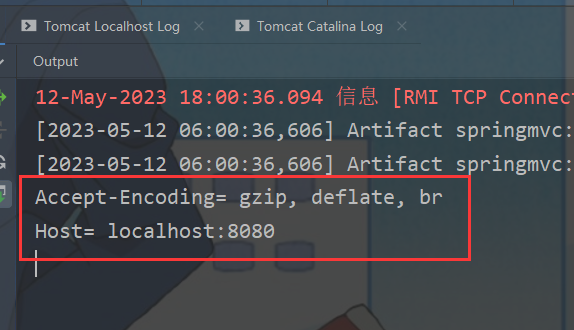 Tomcat Localhost Log
Tomcat Catalina Log
Output
12-May-2023 18:00:36.094 信息 [RMI TCP Connect
[2023-05-12 06:00:36,606] Artifact springmvc:
[2023-05-12 06:00:36,606] Artifact springmvc:
Accept-Encoding= gzip, deflate, br
Host= localhost:8080